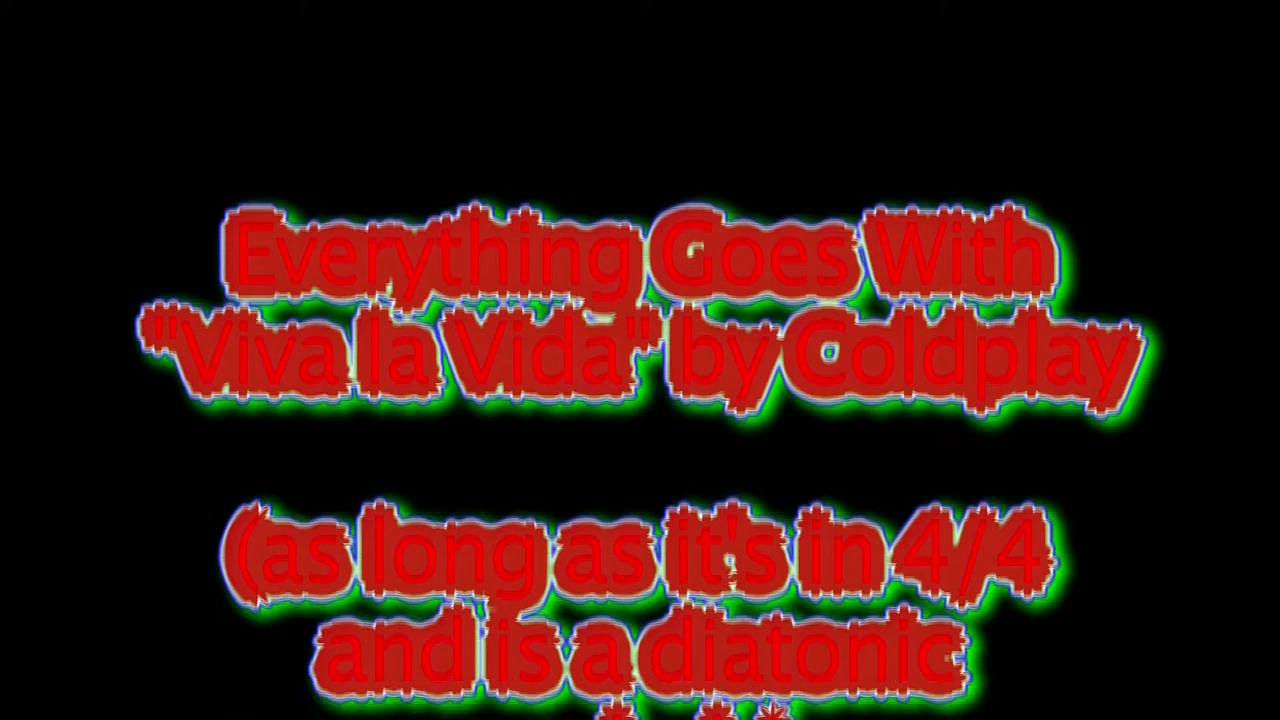 Everything Goes With
"Viva la Vida" by Coldplay
(as long as it's in 4/4
and is a diatonic